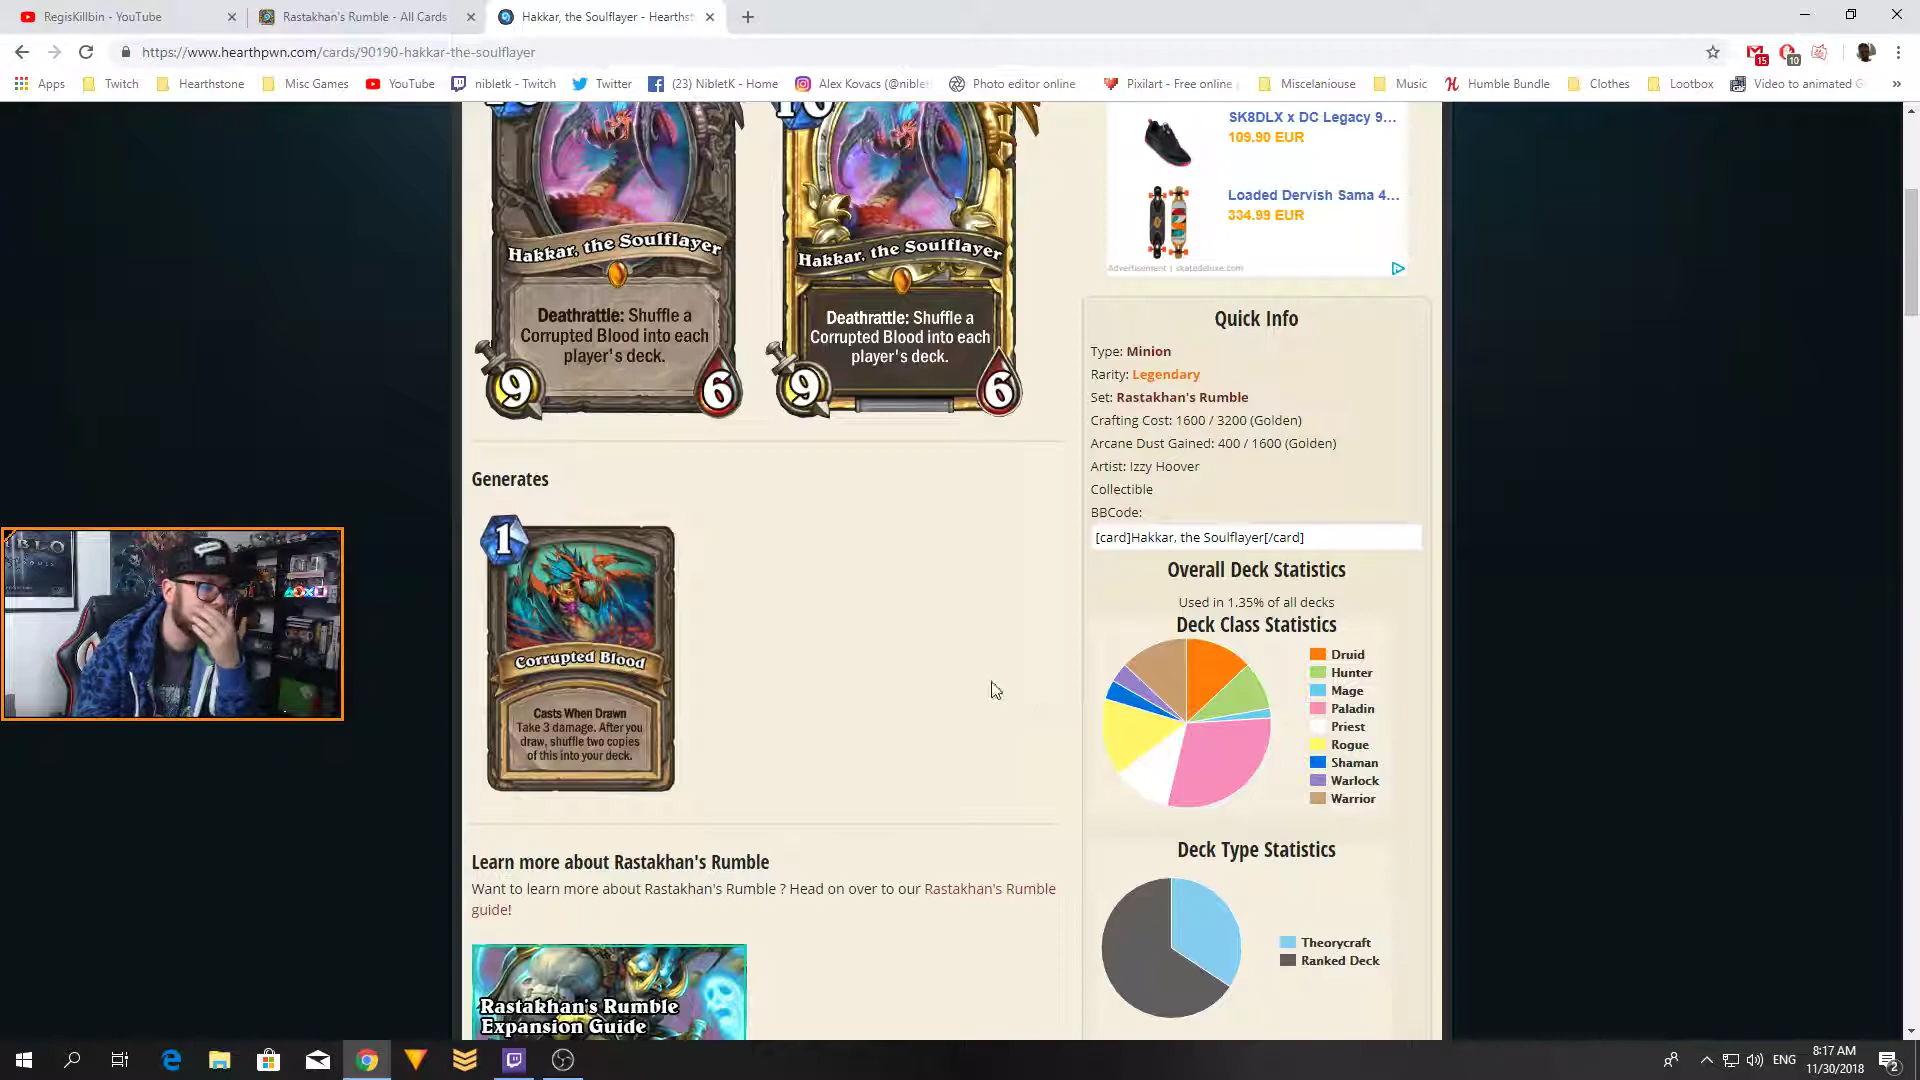 RegisKillbin - YouTube
Rastakhan's Rumble - All Cards
Hakkar, the Soulflayer - Hearthst
https://www.hearthpwn.com/cards/90190-hakkar-the-soulflayer
15
10
Apps
Twitch
Hearthstone
Misc Games
YouTube
nibletk - Twitch
Twitter
(23) NibletK - Home
Alex Kovacs (@niblet
Photo editor online
Pixilart - Free online
Miscelaniouse
Music
Humble Bundle
Clothes
Lootbox
Video to animated G
»
Hakkar, the Soulflayer
Deathrattle: Shuffle a
Corrupted Blood into each
player's deck.
9
6
Hakkar, the Soulflayer
Deathrattle: Shuffle a
Corrupted Blood into each
player's deck.
9
6
SK8DLX x DC Legacy 9...
109.90 EUR
Loaded Dervish Sama 4...
334.99 EUR
Advertisement | skatedeluxe.com
Generates
1
Corrupted Blood
Casts When Drawn
Take 3 damage. After you
draw, shuffle two copies
of this into your deck.
Learn more about Rastakhan's Rumble
Want to learn more about Rastakhan's Rumble ? Head on over to our Rastakhan's Rumble
guide!
Rastakhan's Rumble
Expansion Guide
Quick Info
Type: Minion
Rarity: Legendary
Set: Rastakhan's Rumble
Crafting Cost: 1600 / 3200 (Golden)
Arcane Dust Gained: 400 / 1600 (Golden)
Artist: Izzy Hoover
Collectible
BBCode:
[card]Hakkar, the Soulflayer[/card]
Overall Deck Statistics
Used in 1.35% of all decks
Deck Class Statistics
Druid
Hunter
Mage
Paladin
Priest
Rogue
Shaman
Warlock
Warrior
Deck Type Statistics
Theorycraft
Ranked Deck
ENG
8:17 AM
11/30/2018
2